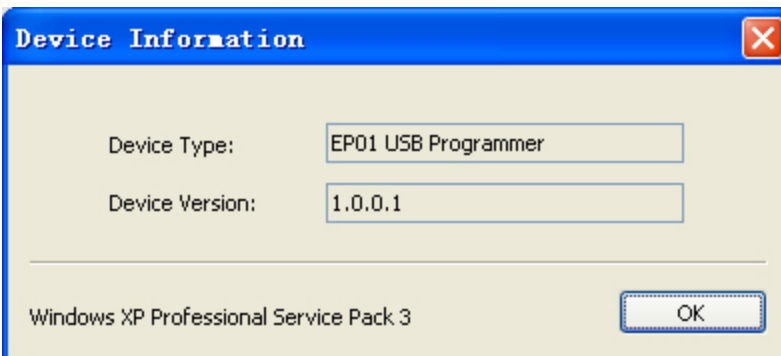 Device Information
Device Type: EP01 USB Programmer
Device Version: 1.0.0.1
Windows XP Professional Service Pack 3 OK